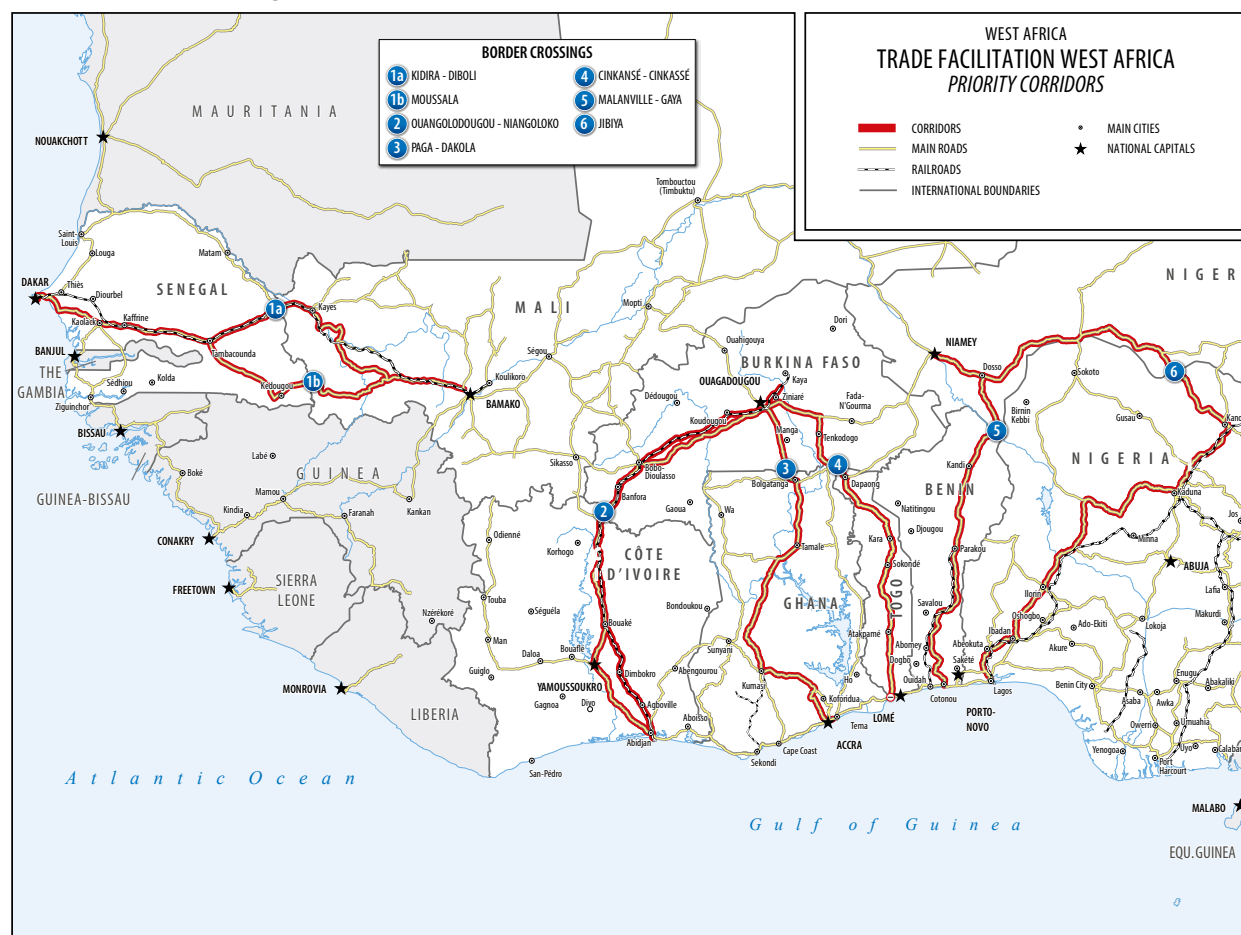 WEST AFRICA
TRADE FACILITATION WEST AFRICA
PRIORITY CORRIDORS
CORRIDORS
MAIN ROADS
RAILROADS
INTERNATIONAL BOUNDARIES
MAIN CITIES
NATIONAL CAPITALS
BORDER CROSSINGS
1a KIDIRA - DIBOLI
1b MOUSSALA
2 OUANGOLODOUGOU - NIANGOLOKO
3 PAGA - DAKOLA
4 CINKANSÉ - CINKASSÉ
5 MALANVILLE - GAYA
6 JIBIYA
MAURITANIA
NOUAKCHOTT
Tombouctou
(Timbuktu)
Saint-
Louis
Louga
Matam
DAKAR
Thiès
Diourbel
SENEGAL
Kaolack
Kaffrine
Tambacounda
1a
Kayes
MALI
Mopti
BANJUL
THE
GAMBIA
Sédhiou
Kolda
Ziguinchor
Kédougou
1b
Ségou
Koulikoro
BAMAKO
BISSAU
GUINEA-BISSAU
Labé
Boké
GUINEA
Mamou
Kindia
Faranah
Kankan
CONAKRY
FREETOWN
SIERRA
LEONE
Nzérékoré
MONROVIA
LIBERIA
Dori
Ouahigouya
BURKINA FASO
OUAGADOUGOU
Kaya
Ziniaré
Dédougou
Koudougou
Fada-
N'Gourma
Manga
Tenkodogo
Sikasso
Bobo-
Dioulasso
Banfora
Gaoua
2
3
4
Bolgatanga
Dapaong
Wa
Odienné
Korhogo
CÔTE
D'IVOIRE
Touba
Séguéla
Bondoukou
Bouaké
Man
Daloa
Bouaflé
Guiglo
YAMOUSSOUKRO
Dimbokro
Abengourou
Gagnoa
Divo
Agboville
Aboisso
Abidjan
San-Pédro
Tamale
GHANA
Sunyani
Kumasi
Koforidua
Ho
Tema
ACCRA
Cape Coast
Sekondi
Kara
Sokondé
TOGO
Atakpamé
LOMÉ
NIGER
NIAMEY
Dosso
6
5
Birnin
Kebbi
Sokoto
Gusau
Kandi
BENIN
Natitingou
Djougou
Parakou
Savalou
Abomey
Dogbo
Ouidah
Cotonou
Sakété
PORTO-
NOVO
NIGERIA
Kaduna
Jos
Minna
ABUJA
Ilorin
Oshogbo
Lafia
Makurdi
Ibadan
Abeokuta
Ado-Ekiti
Akure
Lokoja
Lagos
Benin City
Enugu
Abakaliki
Asaba
Awka
Owerri
Umuahia
Yenogoa
Uyo
Port
Harcourt
MALABO
EQU. GUINEA
Atlantic Ocean
Gulf of Guinea